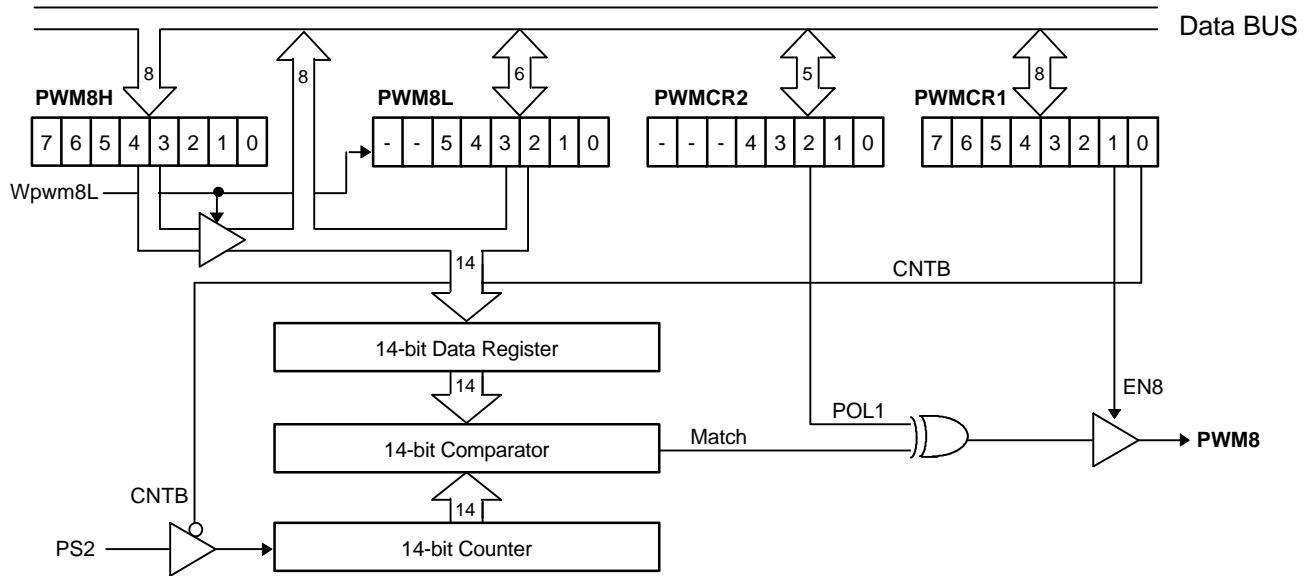 Data BUS
8 8 6 5 8
PWM8H PWM8L PWMCR2 PWMCR1
7 6 5 4 3 2 1 0 - - 5 4 3 2 1 0 - - - 4 3 2 1 0 7 6 5 4 3 2 1 0
Wpwm8L
14 CNTB
14-bit Data Register
14 EN8
POL1
14-bit Comparator Match PWM8
CNTB
14
PS2 14-bit Counter